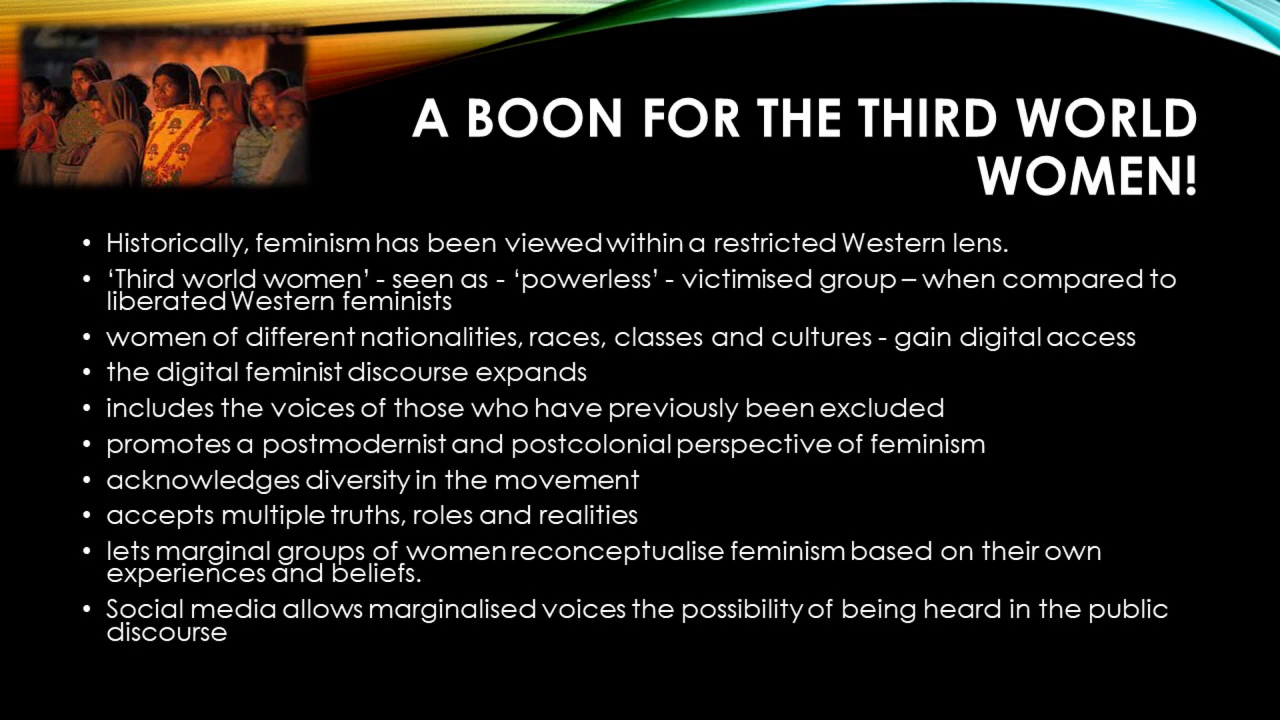 A BOON FOR THE THIRD WORLD
WOMEN!
• Historically, feminism has been viewed within a restricted Western lens.
• ‘Third world women’ - seen as - ‘powerless’ - victimised group – when compared to
liberated Western feminists
• women of different nationalities, races, classes and cultures - gain digital access
• the digital feminist discourse expands
• includes the voices of those who have previously been excluded
• promotes a postmodernist and postcolonial perspective of feminism
• acknowledges diversity in the movement
• accepts multiple truths, roles and realities
• lets marginal groups of women reconceptualise feminism based on their own
experiences and beliefs.
• Social media allows marginalised voices the possibility of being heard in the public
discourse